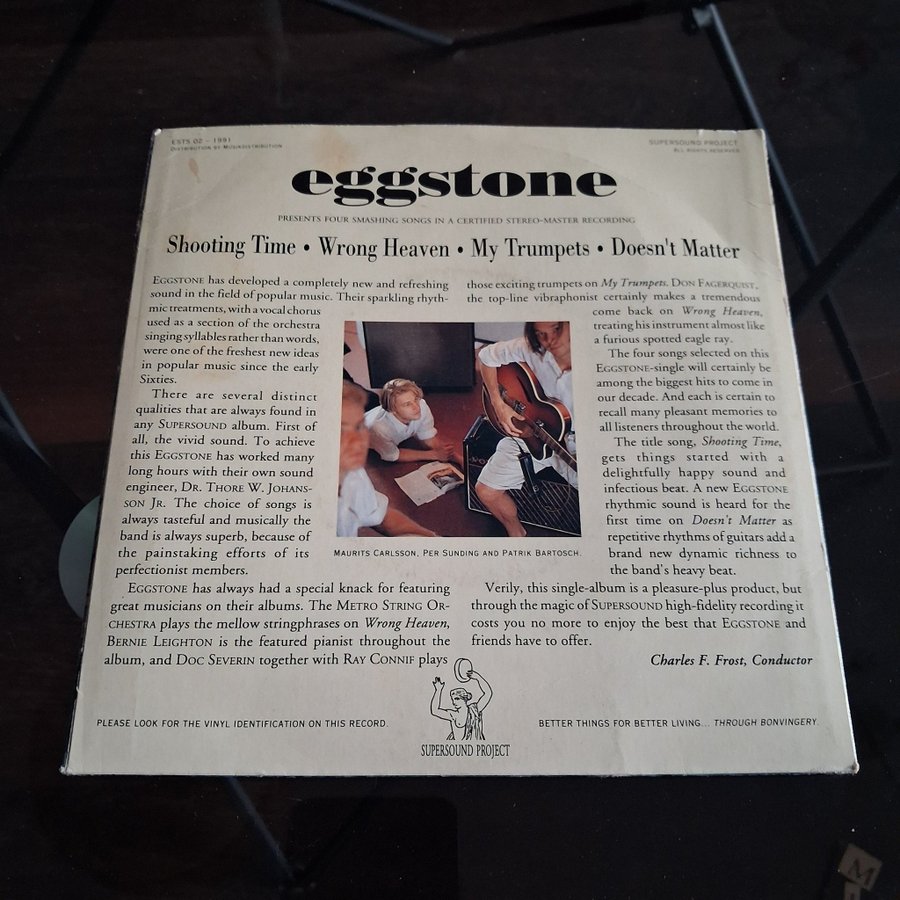 ESTS 02 – 1991
DISTRIBUTION BY MUSIKDISTRIBUTION
SUPERSOUND PROJECT
ALL RIGHTS RESERVED
eggstone
PRESENTS FOUR SMASHING SONGS IN A CERTIFIED STEREO-MASTER RECORDING
Shooting Time • Wrong Heaven • My Trumpets • Doesn't Matter
EGGSTONE has developed a completely new and refreshing
sound in the field of popular music. Their sparkling rhyth-
mic treatments, with a vocal chorus
used as a section of the orchestra
singing syllables rather than words,
were one of the freshest new ideas
in popular music since the early
Sixties.
There are several distinct
qualities that are always found in
any SUPERSOUND album. First of
all, the vivid sound. To achieve
this EGGSTONE has worked many
long hours with their own sound
engineer, DR. THORE W. JOHANS-
SON JR. The choice of songs is
always tasteful and musically the
band is always superb, because of
the painstaking efforts of its
perfectionist members.
EGGSTONE has always had a special knack for featuring
great musicians on their albums. The METRO STRING OR-
CHESTRA plays the mellow stringphrases on Wrong Heaven,
BERNIE LEIGHTON is the featured pianist throughout the
album, and DOC SEVERIN together with RAY CONNIF plays
those exciting trumpets on My Trumpets. DON FAGERQUIST,
the top-line vibraphonist certainly makes a tremendous
come back on Wrong Heaven,
treating his instrument almost like
a furious spotted eagle ray.
The four songs selected on this
EGGSTONE-single will certainly be
among the biggest hits to come in
our decade. And each is certain to
recall many pleasant memories to
all listeners throughout the world.
The title song, Shooting Time,
gets things started with a
delightfully happy sound and
infectious beat. A new EGGSTONE
rhythmic sound is heard for the
first time on Doesn't Matter as
repetitive rhythms of guitars add a
brand new dynamic richness to
the band's heavy beat.
Verily, this single-album is a pleasure-plus product, but
through the magic of SUPERSOUND high-fidelity recording it
costs you no more to enjoy the best that EGGSTONE and
friends have to offer.
Charles F. Frost, Conductor
MAURITS CARLSSON, PER SUNDING AND PATRIK BARTOSCH.
PLEASE LOOK FOR THE VINYL IDENTIFICATION ON THIS RECORD.
SUPERSOUND PROJECT
BETTER THINGS FOR BETTER LIVING... THROUGH BONVINGERY.
M